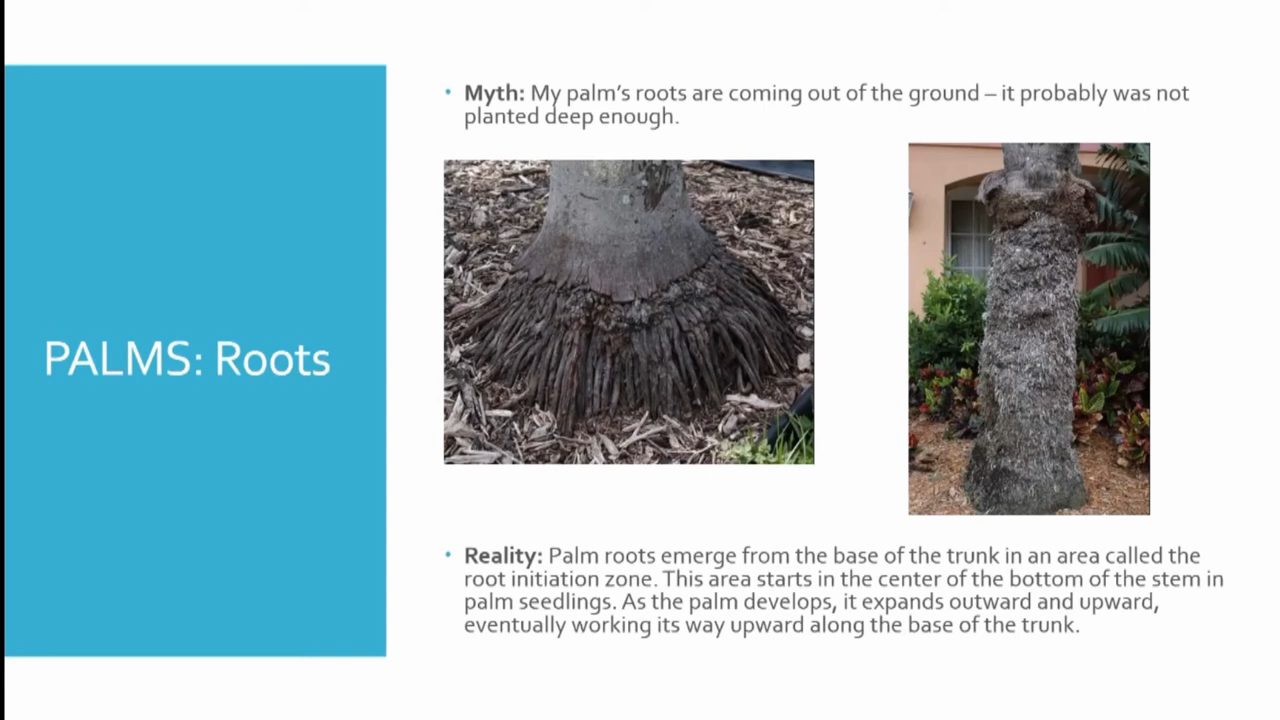 PALMS: Roots
• Myth: My palm's roots are coming out of the ground – it probably was not
planted deep enough.
• Reality: Palm roots emerge from the base of the trunk in an area called the
root initiation zone. This area starts in the center of the bottom of the stem in
palm seedlings. As the palm develops, it expands outward and upward,
eventually working its way upward along the base of the trunk.